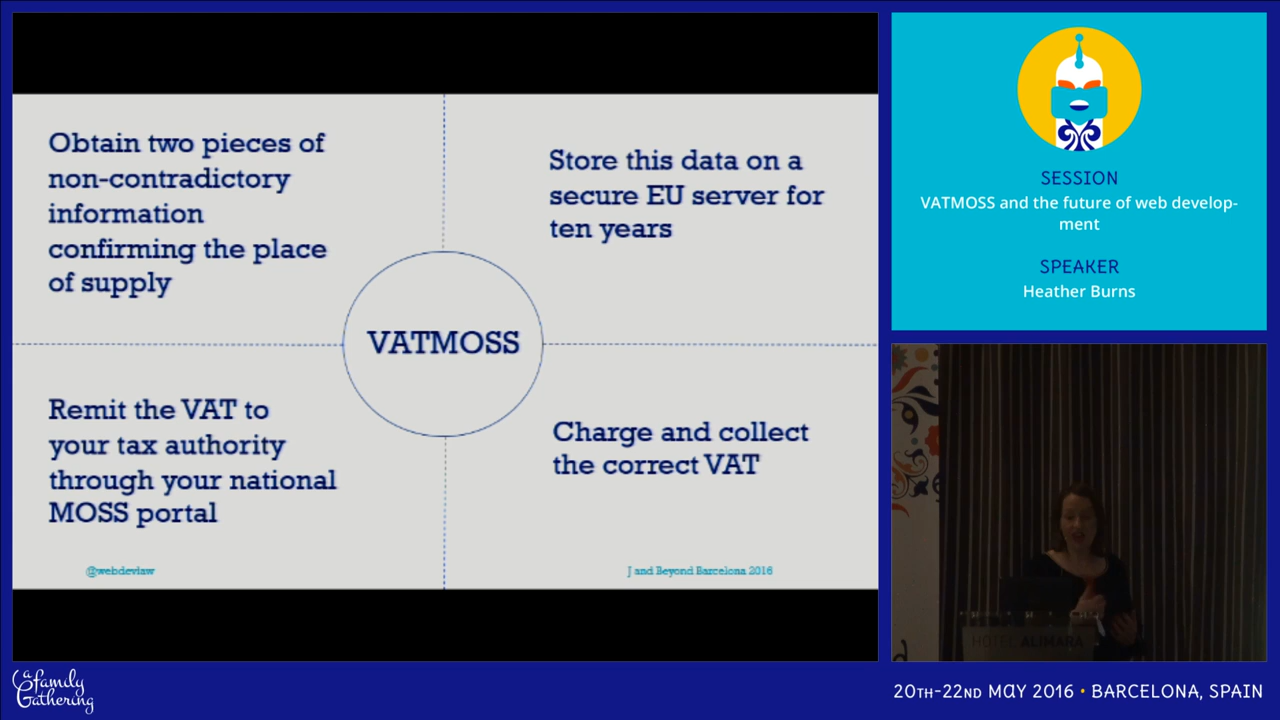 Obtain two pieces of
non-contradictory
information
confirming the place
of supply
Store this data on a
secure EU server for
ten years
VATMOSS
Remit the VAT to
your tax authority
through your national
MOSS portal
Charge and collect
the correct VAT
@webdevlaw
J and Beyond Barcelona 2016
SESSION
VATMOSS and the future of web develop-
ment
SPEAKER
Heather Burns
HOTEL ALIMARA
a family
Gathering
20TH-22ND MAY 2016 • BARCELONA, SPAIN